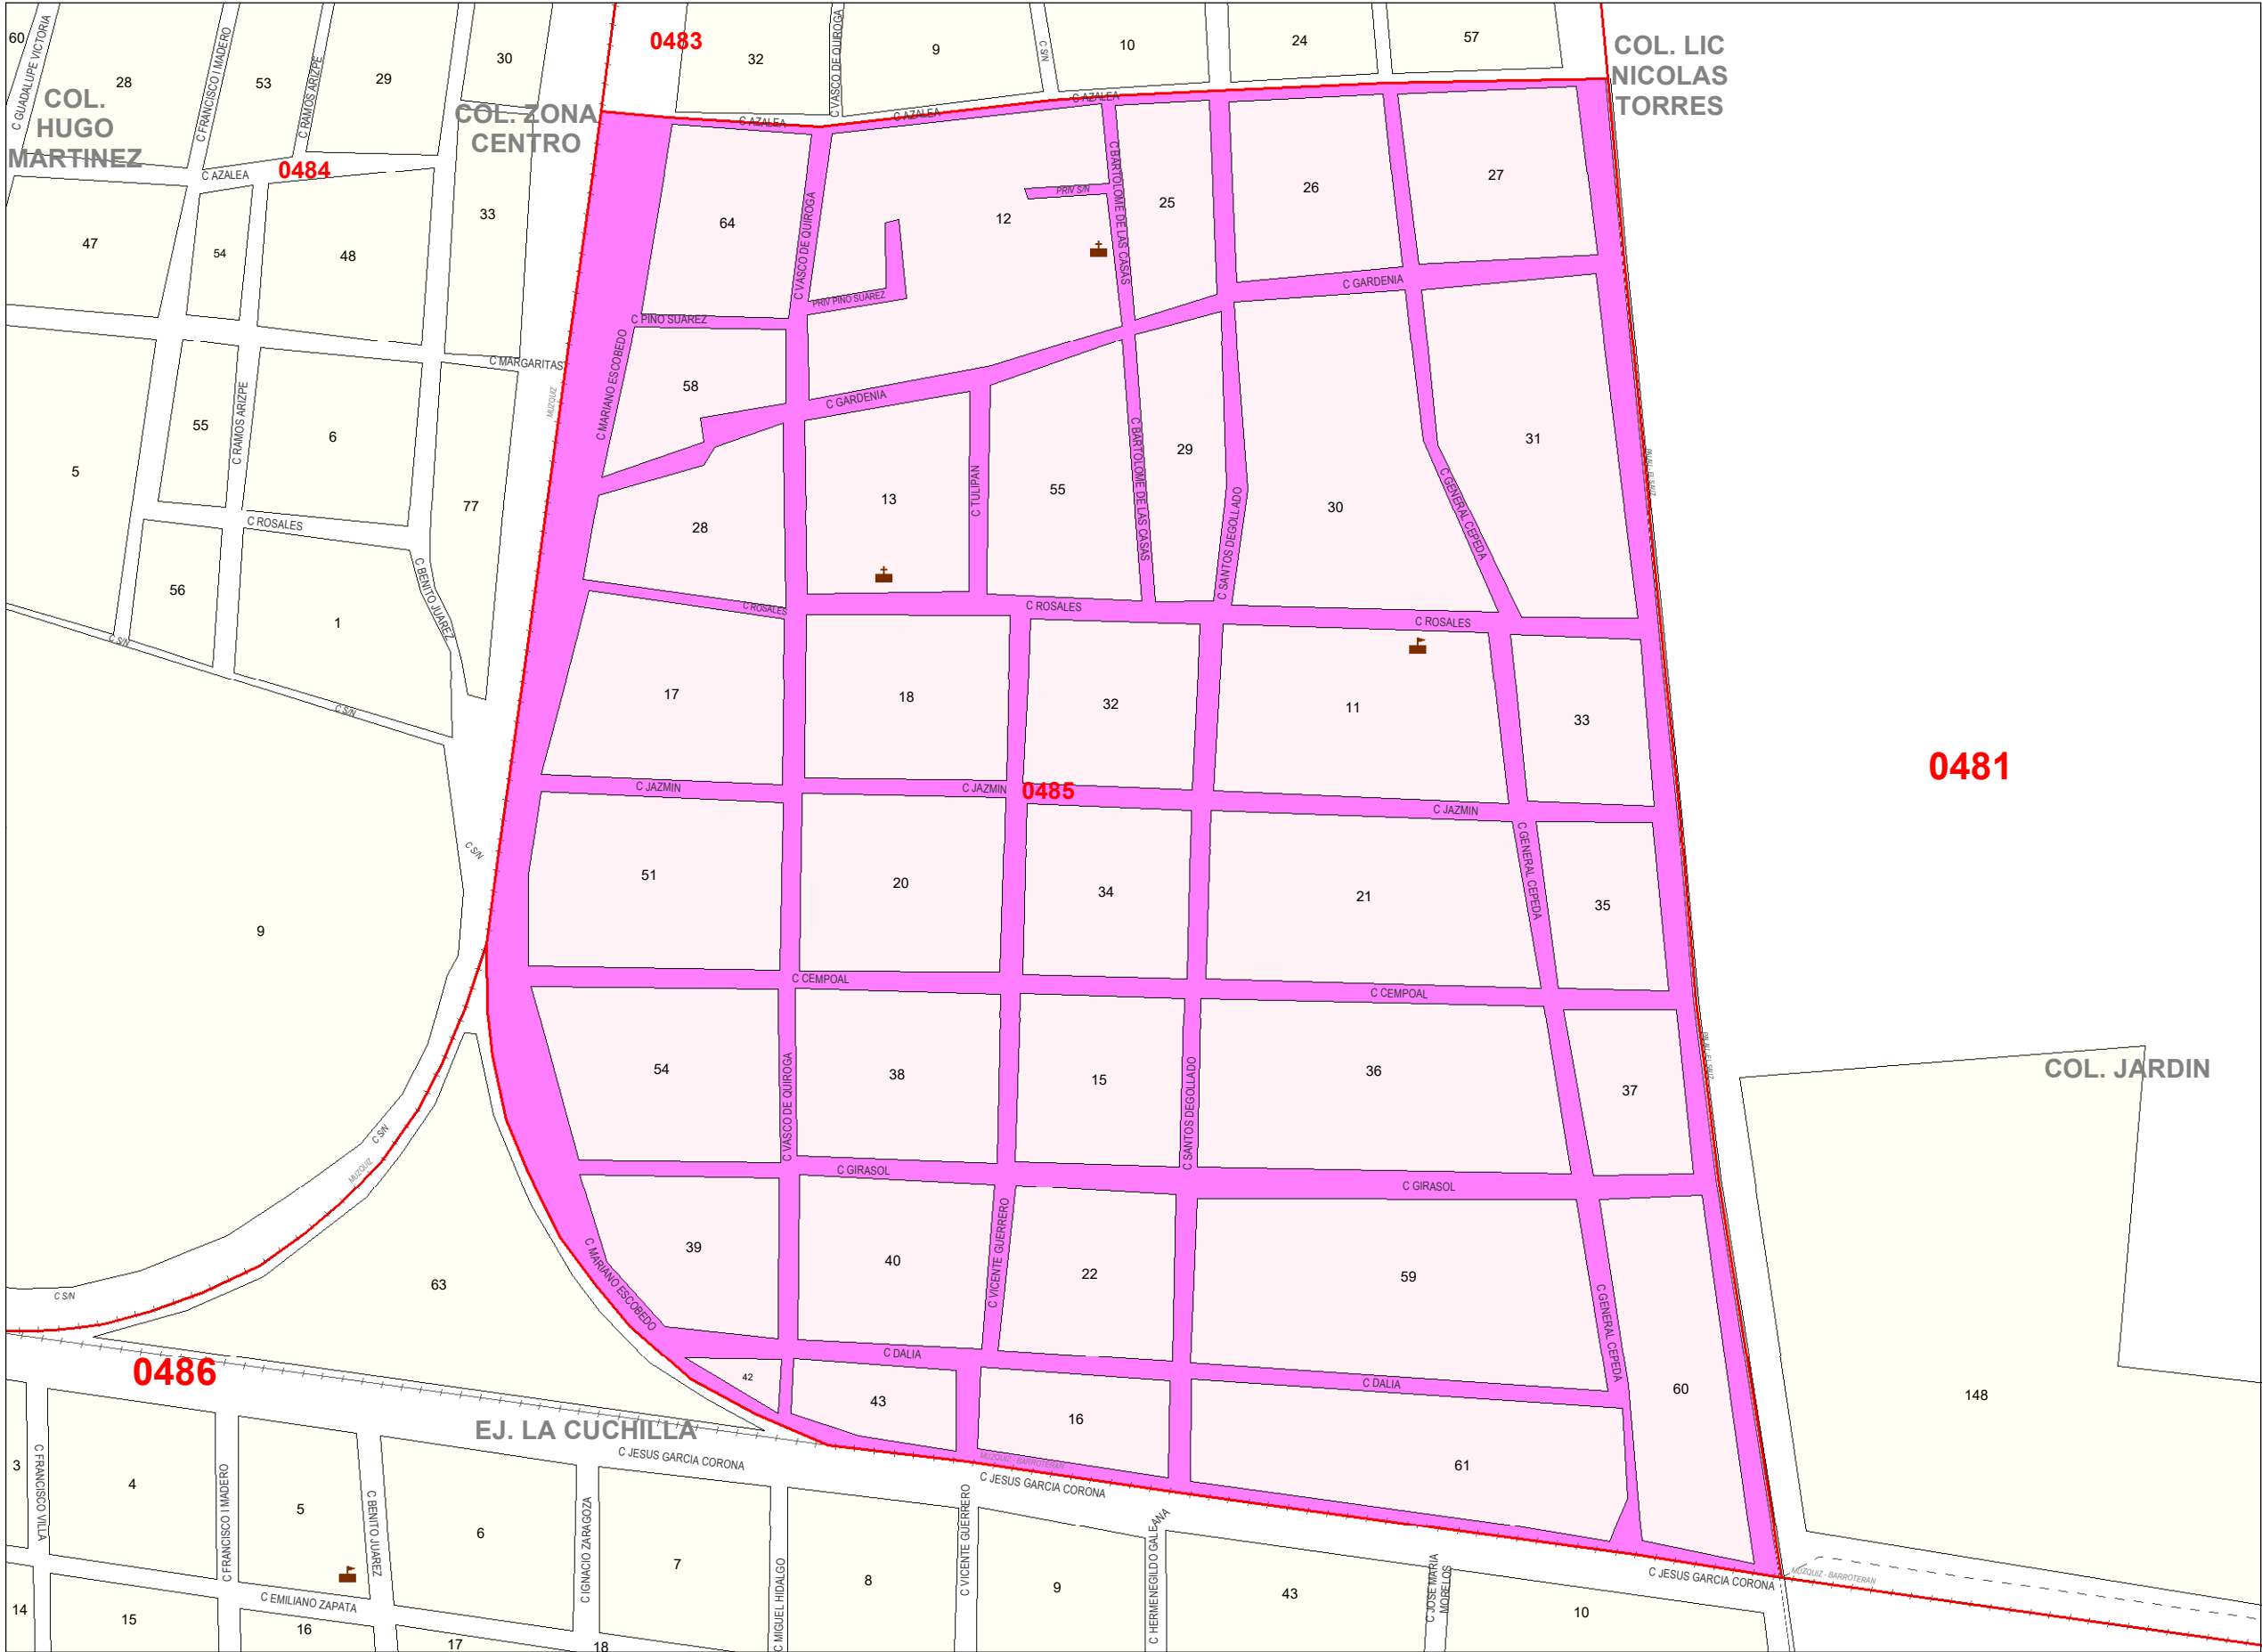 60
C GUADALUPE VICTORIA
28
C FRANCISCO I MADERO
53
C RAMOS ARIZPE
29
30
0483
32
C VASCO DE QUIROGA
9
C S/N
10
24
57
COL. LIC
NICOLAS
TORRES
COL.
HUGO
MARTINEZ
COL. ZONA
CENTRO
0484
C AZALEA
C AZALEA
C AZALEA
C AZALEA
47
54
48
33
64
C VASCO DE QUIROGA
12
PRIV S/N
C BARTOLOME DE LAS CASAS
25
26
27
PRIV PINO SUAREZ
C PINO SUAREZ
C GARDENIA
C MARGARITAS
MUZQUIZ
C MARIANO ESCOBEDO
58
C GARDENIA
5
55
C RAMOS ARIZPE
6
77
28
13
C TULIPAN
55
C BARTOLOME DE LAS CASAS
29
C SANTOS DEGOLLADO
30
C GENERAL CEPEDA
31
C ROSALES
56
1
C BENITO JUAREZ
C S/N
C S/N
C ROSALES
C ROSALES
C ROSALES
17
18
32
11
33
0481
C JAZMIN
C JAZMIN
0485
C JAZMIN
C S/N
51
20
34
21
C GENERAL CEPEDA
35
9
C CEMPOAL
C CEMPOAL
54
C VASCO DE QUIROGA
38
15
C SANTOS DEGOLLADO
36
37
COL. JARDIN
C S/N
MUZQUIZ
C GIRASOL
C GIRASOL
39
40
C VICENTE GUERRERO
22
59
C GENERAL CEPEDA
60
C MARIANO ESCOBEDO
63
C S/N
0486
C DALIA
C DALIA
42
43
16
61
148
EJ. LA CUCHILLA
C JESUS GARCIA CORONA
MUZQUIZ - BARROTERAN
C JESUS GARCIA CORONA
3
C FRANCISCO VILLA
4
C FRANCISCO I MADERO
5
C BENITO JUAREZ
6
C IGNACIO ZARAGOZA
7
C MIGUEL HIDALGO
8
C VICENTE GUERRERO
9
C HERMENEGILDO GALEANA
43
C JOSE MARIA
MORELOS
10
C JESUS GARCIA CORONA
MUZQUIZ - BARROTERAN
C EMILIANO ZAPATA
14
15
16
17
18